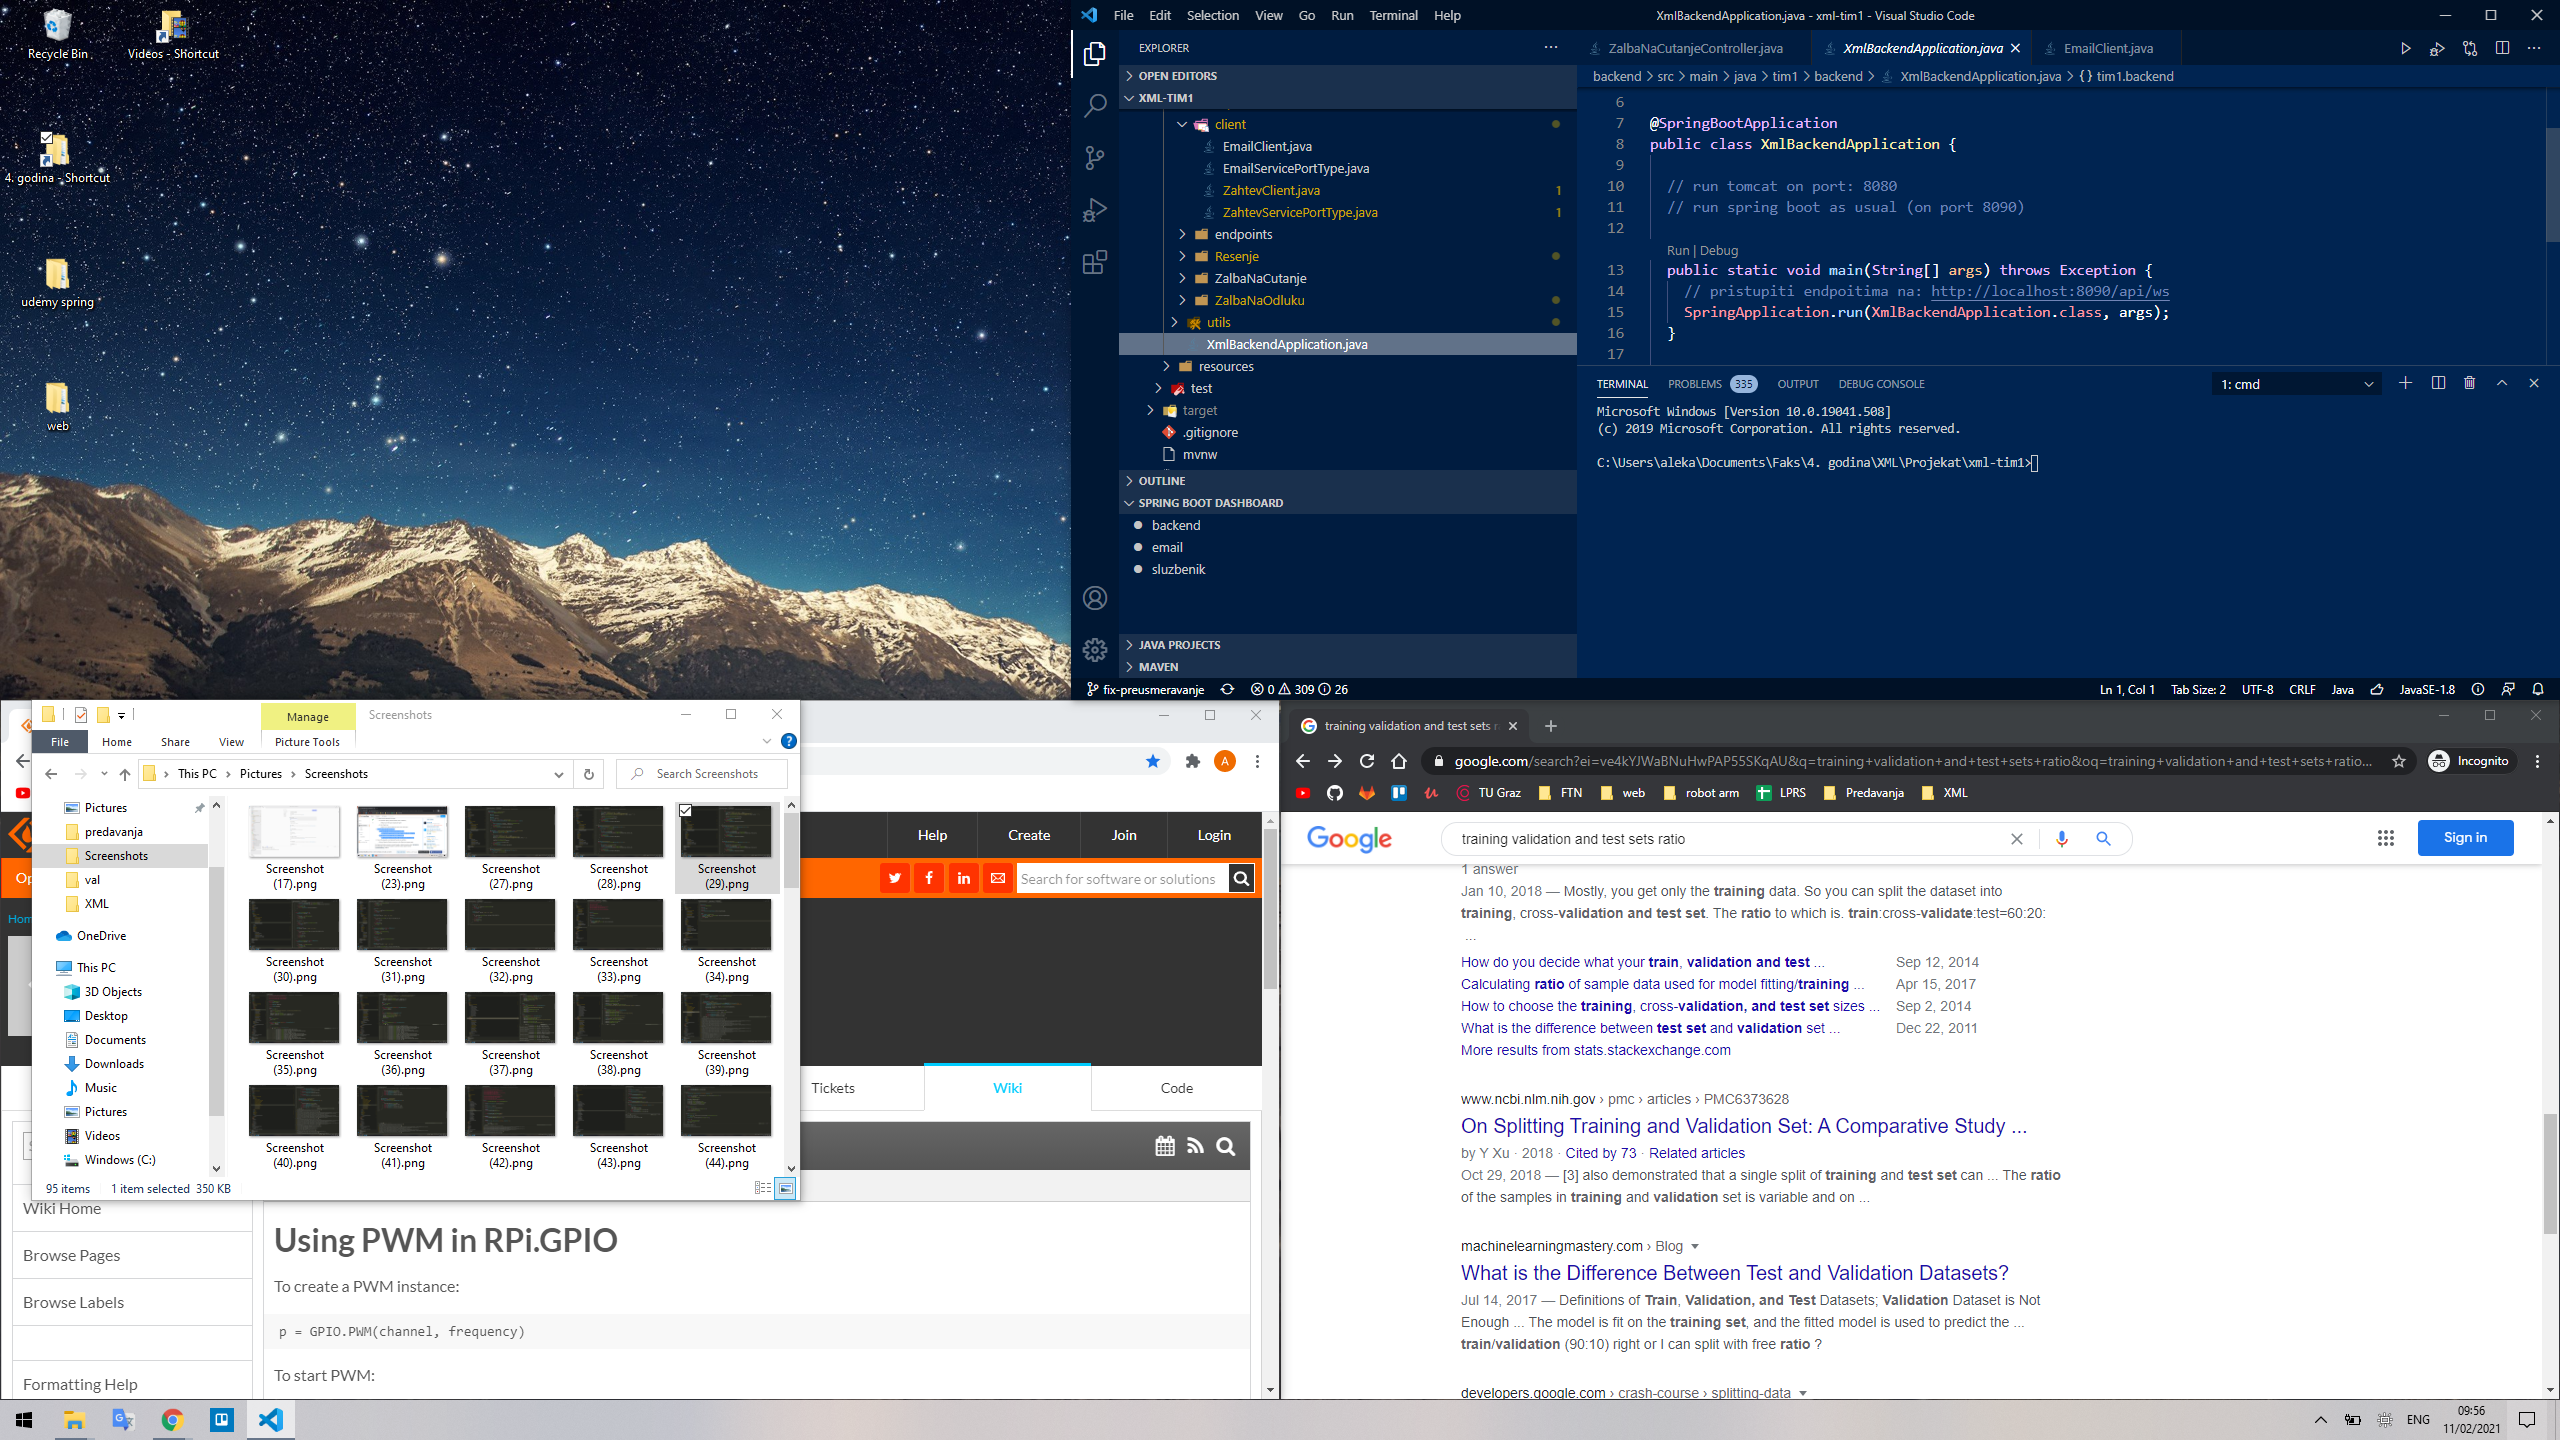 Recycle Bin
Videos - Shortcut
4. godina - Shortcut
udemy spring
web
File Edit Selection View Go Run Terminal Help
XmlBackendApplication.java - xml-tim1 - Visual Studio Code
EXPLORER
OPEN EDITORS
XML-TIM1
client
EmailClient.java
EmailServicePortType.java
ZahtevClient.java 1
ZahtevServicePortType.java 1
endpoints
Resenje
ZalbaNaCutanje
ZalbaNaOdluku
utils
XmlBackendApplication.java
resources
test
target
.gitignore
mvnw
OUTLINE
SPRING BOOT DASHBOARD
backend
email
sluzbenik
JAVA PROJECTS
MAVEN
ZalbaNaCutanjeController.java
XmlBackendApplication.java
EmailClient.java
backend > src > main > java > tim1 > backend > XmlBackendApplication.java > {} tim1.backend
6
7 @SpringBootApplication
8 public class XmlBackendApplication {
9
10 // run tomcat on port: 8080
11 // run spring boot as usual (on port 8090)
12
Run | Debug
13 public static void main(String[] args) throws Exception {
14 // pristupiti endpoitima na: http://localhost:8090/api/ws
15 SpringApplication.run(XmlBackendApplication.class, args);
16 }
17
TERMINAL PROBLEMS 335 OUTPUT DEBUG CONSOLE
1: cmd
Microsoft Windows [Version 10.0.19041.508]
(c) 2019 Microsoft Corporation. All rights reserved.
C:\Users\aleka\Documents\Faks\4. godina\XML\Projekat\xml-tim1>
fix-preusmeravanje 0 309 26
Ln 1, Col 1 Tab Size: 2 UTF-8 CRLF Java JavaSE-1.8
Manage
Screenshots
File Home Share View Picture Tools
This PC > Pictures > Screenshots
Search Screenshots
Pictures
predavanja
Screenshots
val
XML
OneDrive
This PC
3D Objects
Desktop
Documents
Downloads
Music
Pictures
Videos
Windows (C:)
Screenshot (17).png
Screenshot (23).png
Screenshot (27).png
Screenshot (28).png
Screenshot (29).png
Screenshot (30).png
Screenshot (31).png
Screenshot (32).png
Screenshot (33).png
Screenshot (34).png
Screenshot (35).png
Screenshot (36).png
Screenshot (37).png
Screenshot (38).png
Screenshot (39).png
Screenshot (40).png
Screenshot (41).png
Screenshot (42).png
Screenshot (43).png
Screenshot (44).png
95 items 1 item selected 350 KB
A
Help Create Join Login
Search for software or solutions
Tickets Wiki Code
Wiki Home
Browse Pages
Browse Labels
Formatting Help
Using PWM in RPi.GPIO
To create a PWM instance:
p = GPIO.PWM(channel, frequency)
To start PWM:
training validation and test sets r
google.com/search?ei=ve4kYJWaBNuHwPAP55SKqAU&q=training+validation+and+test+sets+ratio&oq=training+validation+and+test+sets+ratio...
Incognito
TU Graz FTN web robot arm LPRS Predavanja XML
Google
training validation and test sets ratio
Sign in
1 answer
Jan 10, 2018 — Mostly, you get only the training data. So you can split the dataset into
training, cross-validation and test set. The ratio to which is. train:cross-validate:test=60:20:
...
How do you decide what your train, validation and test ... Sep 12, 2014
Calculating ratio of sample data used for model fitting/training ... Apr 15, 2017
How to choose the training, cross-validation, and test set sizes ... Sep 2, 2014
What is the difference between test set and validation set ... Dec 22, 2011
More results from stats.stackexchange.com
www.ncbi.nlm.nih.gov › pmc › articles › PMC6373628
On Splitting Training and Validation Set: A Comparative Study ...
by Y Xu · 2018 · Cited by 73 · Related articles
Oct 29, 2018 — [3] also demonstrated that a single split of training and test set can ... The ratio
of the samples in training and validation set is variable and on ...
machinelearningmastery.com › Blog
What is the Difference Between Test and Validation Datasets?
Jul 14, 2017 — Definitions of Train, Validation, and Test Datasets; Validation Dataset is Not
Enough ... The model is fit on the training set, and the fitted model is used to predict the ...
train/validation (90:10) right or I can split with free ratio ?
developers.google.com › crash-course › splitting-data
ENG
09:56
11/02/2021